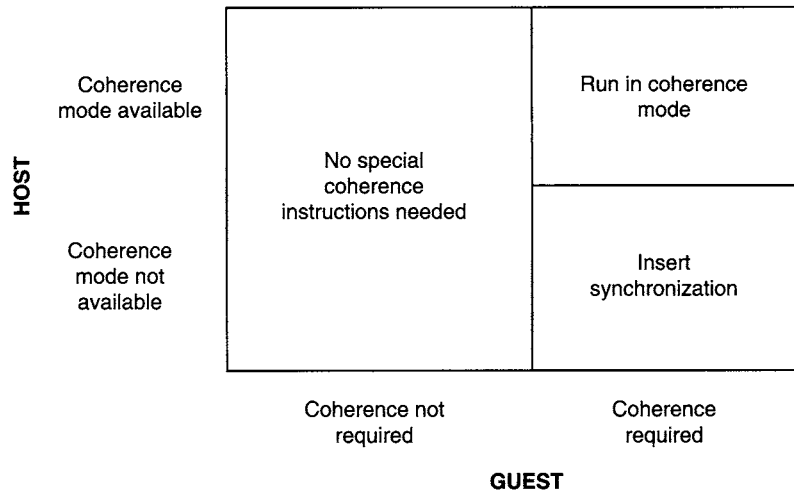 Coherence
mode available
Run in coherence
mode
No special
coherence
instructions needed
HOST
Coherence
mode not
available
Insert
synchronization
Coherence not
required
Coherence
required
GUEST